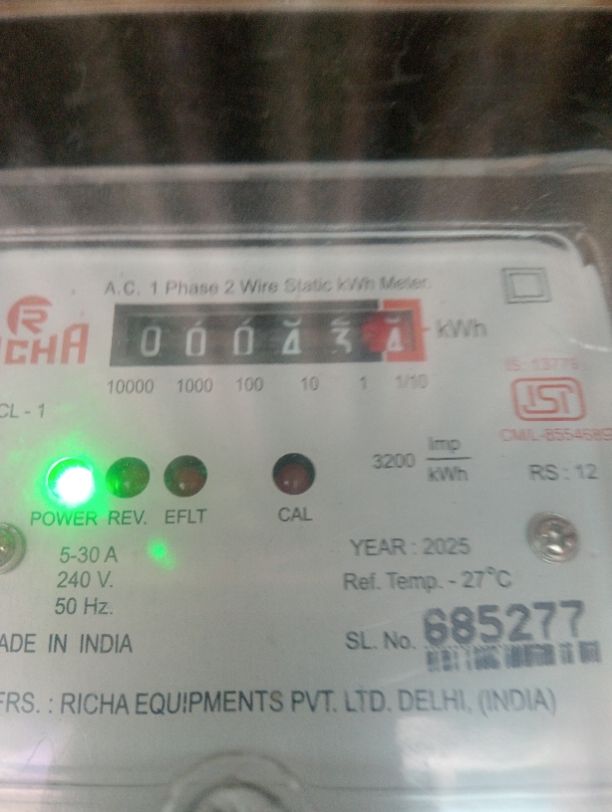 A.C. 1 Phase 2 Wire Static kWh Meter.
R
RICHA
0 0 0 4 3
kWh
10000 1000 100 10 1 1/10
CL - 1
IS: 13779
ISI
3200 Imp
kWh
RS : 12
POWER REV. EFLT CAL
5-30 A
240 V.
50 Hz.
YEAR : 2025
Ref. Temp. - 27°C
SL. No. 685277
ADE IN INDIA
FRS. : RICHA EQUIPMENTS PVT. LTD. DELHI, (INDIA)